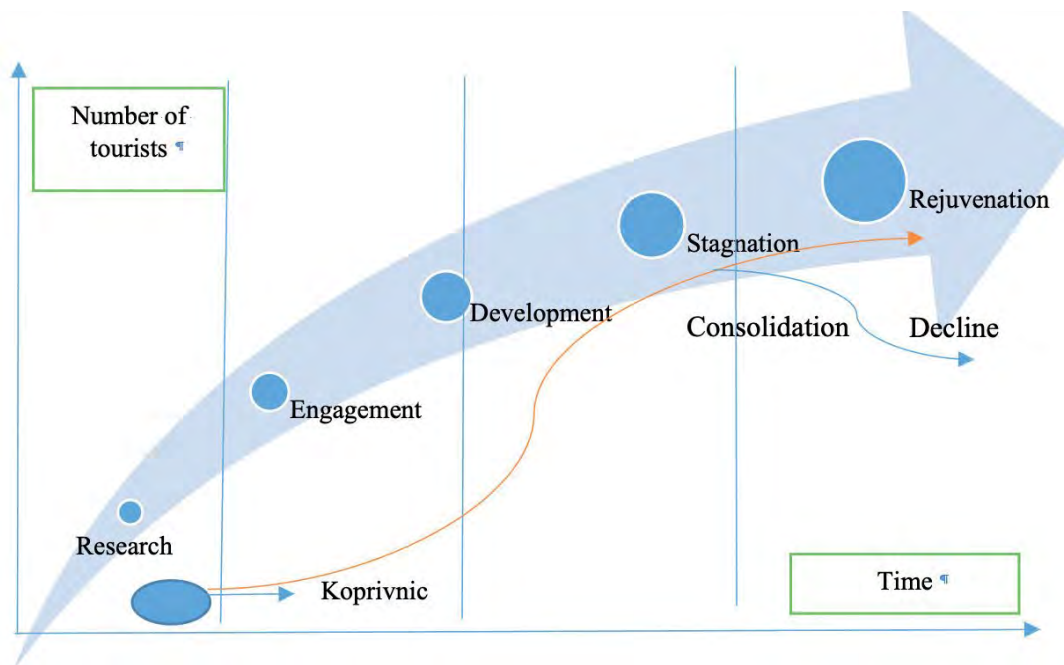 Number of
tourists ¶
Rejuvenation
Stagnation
Development
Consolidation
Decline
Engagement
Research
Koprivnic
Time ¶